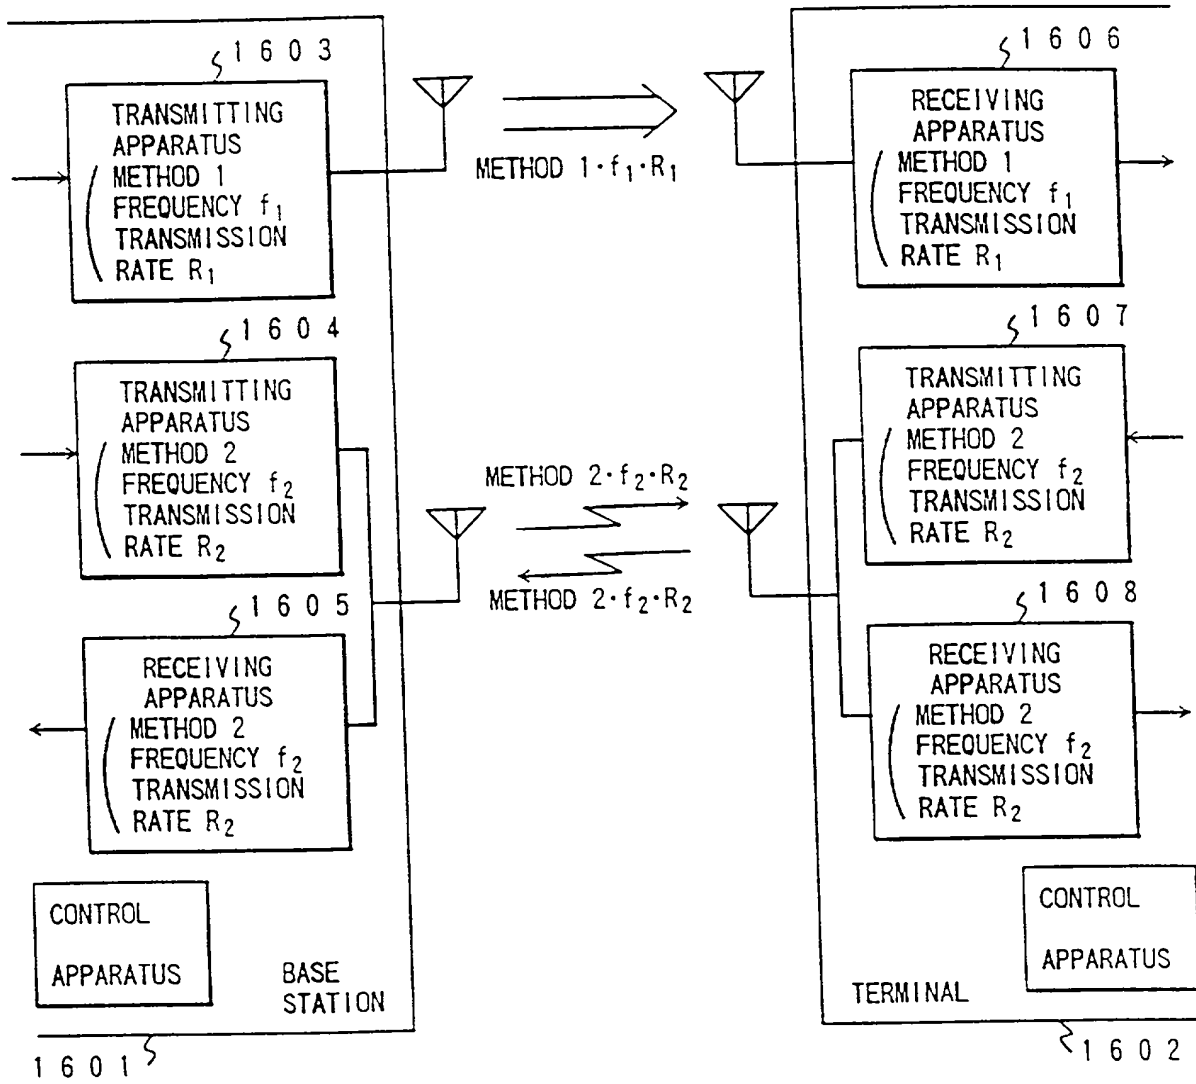 1603
TRANSMITTING
APPARATUS
METHOD 1
FREQUENCY f₁
TRANSMISSION
RATE R₁
METHOD 1·f₁·R₁
1606
RECEIVING
APPARATUS
METHOD 1
FREQUENCY f₁
TRANSMISSION
RATE R₁
1604
TRANSMITTING
APPARATUS
METHOD 2
FREQUENCY f₂
TRANSMISSION
RATE R₂
METHOD 2·f₂·R₂
METHOD 2·f₂·R₂
1607
TRANSMITTING
APPARATUS
METHOD 2
FREQUENCY f₂
TRANSMISSION
RATE R₂
1605
RECEIVING
APPARATUS
METHOD 2
FREQUENCY f₂
TRANSMISSION
RATE R₂
1608
RECEIVING
APPARATUS
METHOD 2
FREQUENCY f₂
TRANSMISSION
RATE R₂
CONTROL
APPARATUS
BASE
STATION
1601
TERMINAL
CONTROL
APPARATUS
1602